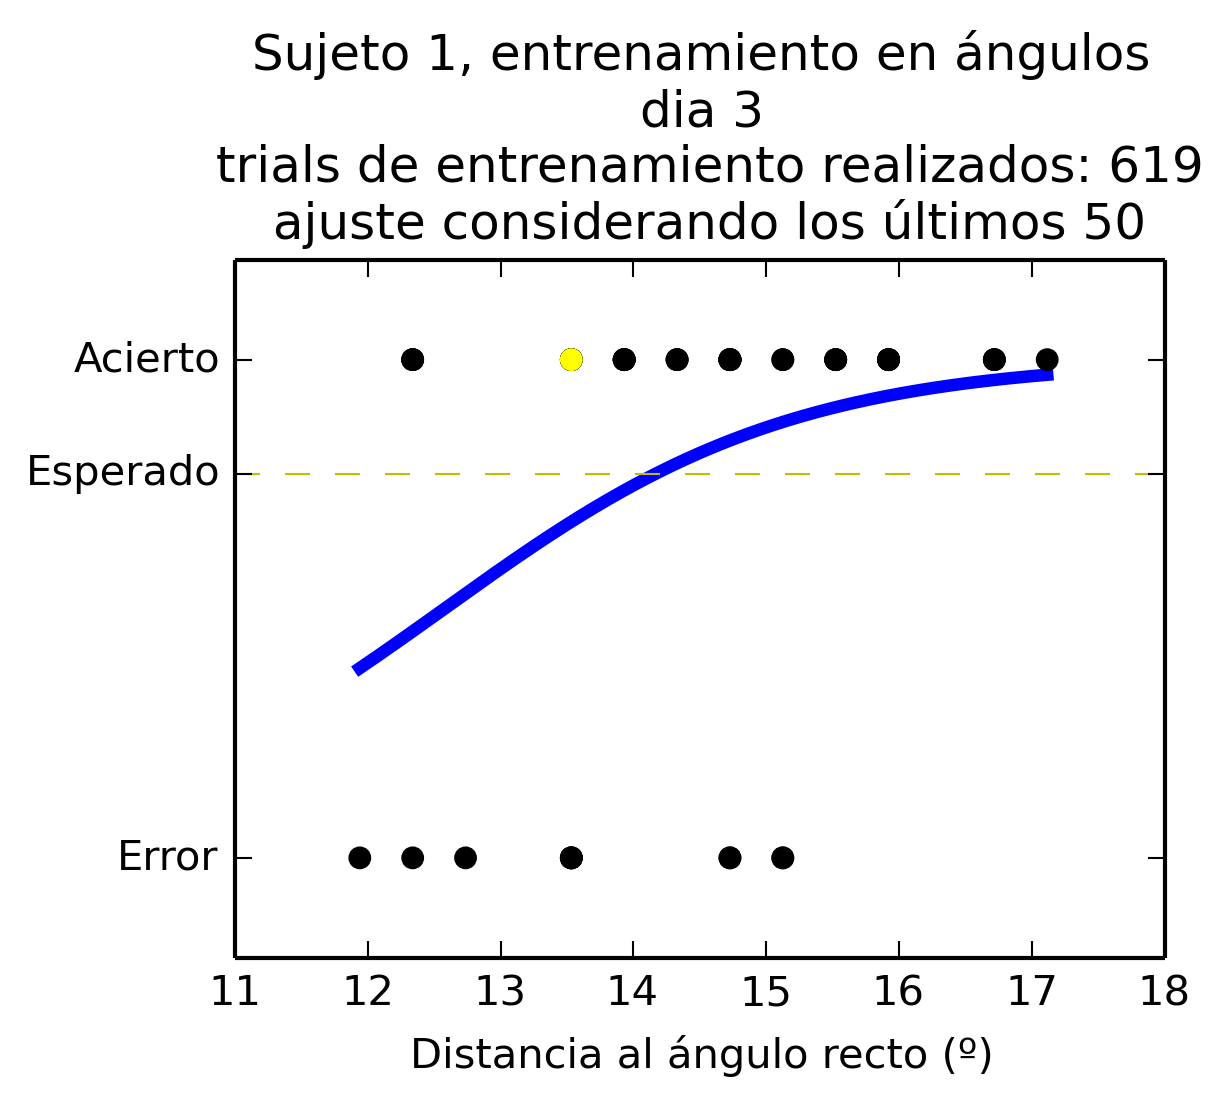 Sujeto 1, entrenamiento en ángulos
dia 3
trials de entrenamiento realizados: 619
ajuste considerando los últimos 50
Acierto
Esperado
Error
11 12 13 14 15 16 17 18
Distancia al ángulo recto (º)